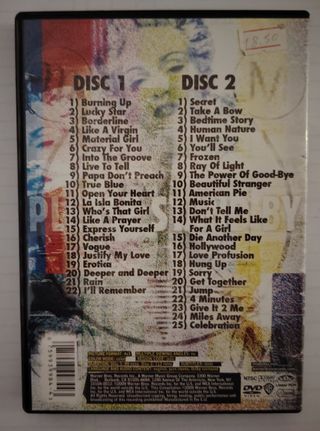 18.50
DISC 1
1) Burning Up
2) Lucky Star
3) Borderline
4) Like A Virgin
5) Material Girl
6) Crazy For You
7) Into The Groove
8) Live To Tell
9) Papa Don't Preach
10) True Blue
11) Open Your Heart
12) La Isla Bonita
13) Who's That Girl
14) Like A Prayer
15) Express Yourself
16) Cherish
17) Vogue
18) Justify My Love
19) Erotica
20) Deeper and Deeper
21) Rain
22) I'll Remember
DISC 2
1) Secret
2) Take A Bow
3) Bedtime Story
4) Human Nature
5) I Want You
6) You'll See
7) Frozen
8) Ray Of Light
9) The Power Of Good-Bye
10) Beautiful Stranger
11) American Pie
12) Music
13) Don't Tell Me
14) What It Feels Like
For A Girl
15) Die Another Day
16) Hollywood
17) Love Profusion
18) Hung Up
19) Sorry
20) Get Together
21) Jump
22) 4 Minutes
23) Give It 2 Me
24) Miles Away
25) Celebration
NTSC
DVD
VIDEO